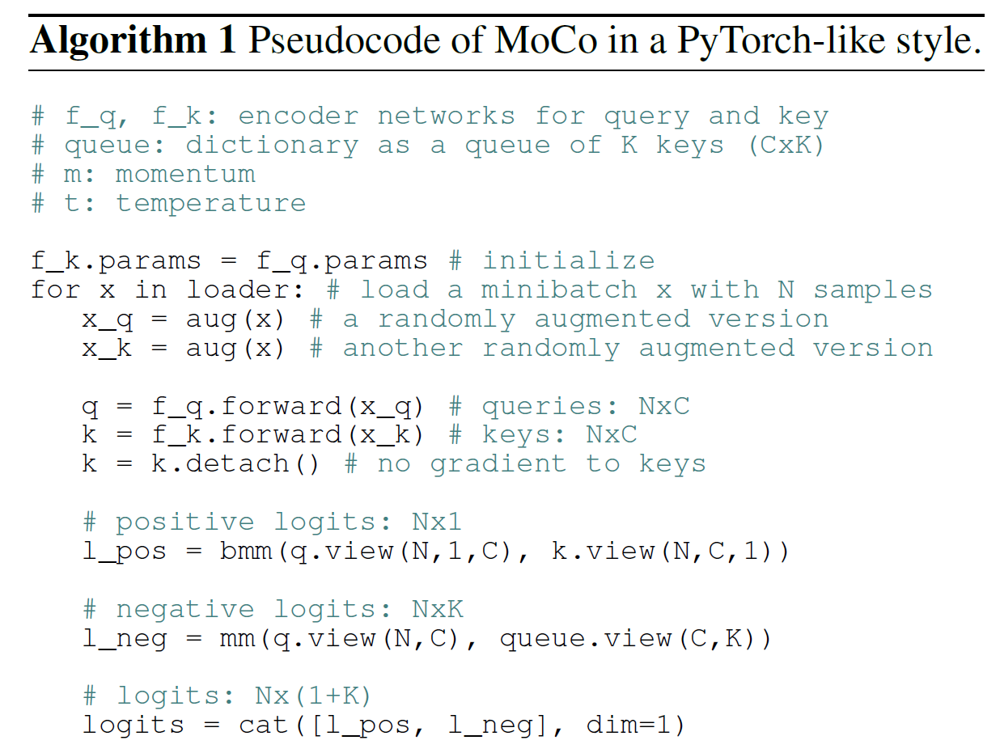 Algorithm 1 Pseudocode of MoCo in a PyTorch-like style.
# f_q, f_k: encoder networks for query and key
# queue: dictionary as a queue of K keys (CxK)
# m: momentum
# t: temperature
f_k.params = f_q.params # initialize
for x in loader: # load a minibatch x with N samples
x_q = aug(x) # a randomly augmented version
x_k = aug(x) # another randomly augmented version
q = f_q.forward(x_q) # queries: NxC
k = f_k.forward(x_k) # keys: NxC
k = k.detach() # no gradient to keys
# positive logits: Nx1
l_pos = bmm(q.view(N,1,C), k.view(N,C,1))
# negative logits: NxK
l_neg = mm(q.view(N,C), queue.view(C,K))
# logits: Nx(1+K)
logits = cat([l_pos, l_neg], dim=1)